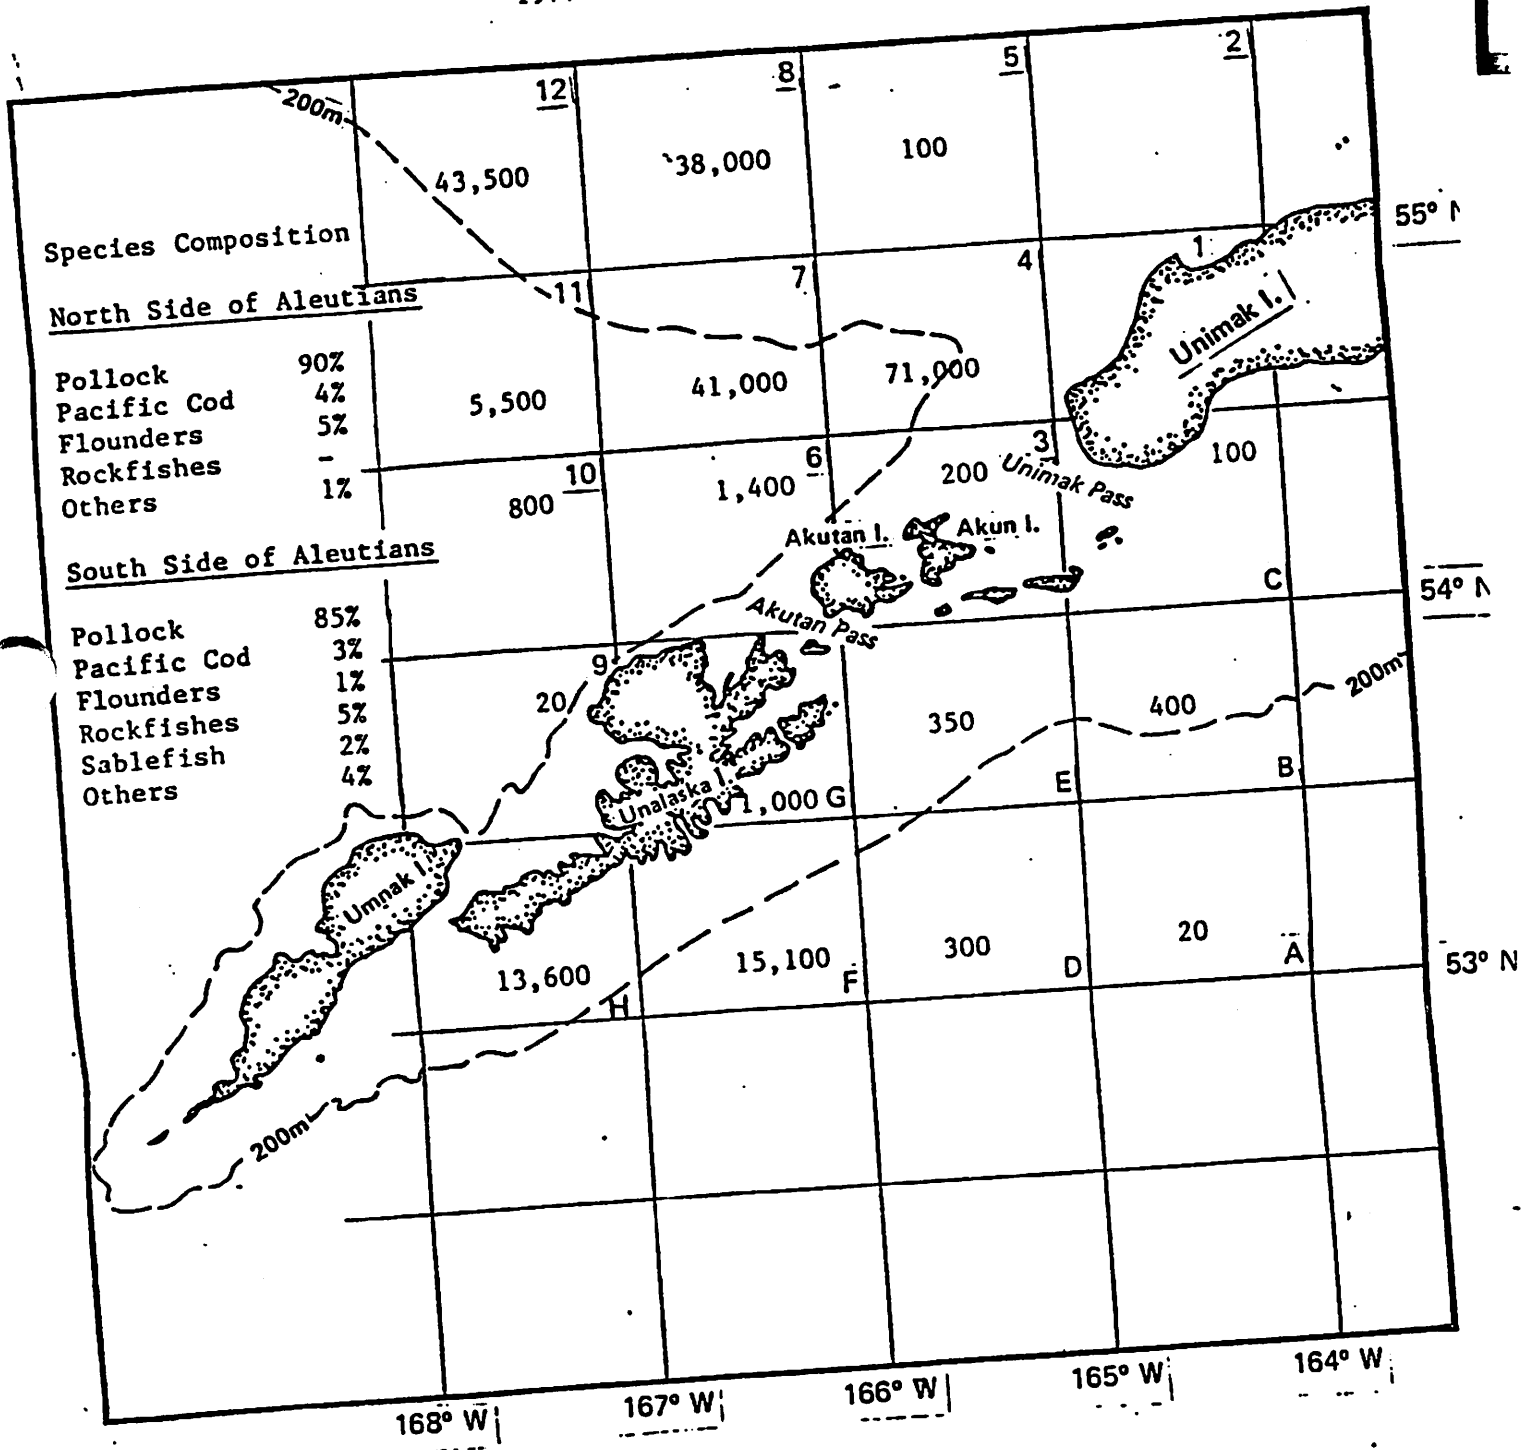 12
8
5
2
200m
43,500
38,000
100
55° N
Species Composition
North Side of Aleutians
11
7
4
1
Unimak I.
Pollock 90%
Pacific Cod 4%
Flounders 5%
Rockfishes -
Others 1%
5,500
41,000
71,000
10
6
3
800
1,400
200
Unimak Pass
100
Akutan I.
Akun I.
South Side of Aleutians
C
54° N
Akutan Pass
Pollock 85%
Pacific Cod 3%
Flounders 1%
Rockfishes 5%
Sablefish 2%
Others 4%
9
20
350
400
200m
Unalaska I.
1,000 G
E
B
Umnak I.
13,600
15,100
300
20
H
F
D
A
53° N
200m
168° W
167° W
166° W
165° W
164° W